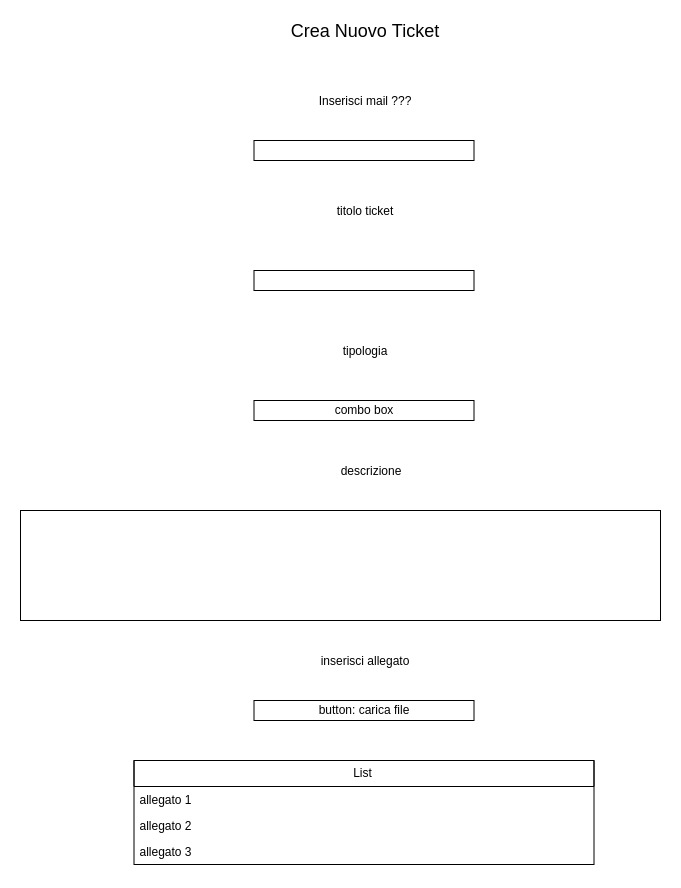 Crea Nuovo Ticket
Inserisci mail ???
titolo ticket
tipologia
combo box
descrizione
inserisci allegato
button: carica file
List
allegato 1
allegato 2
allegato 3